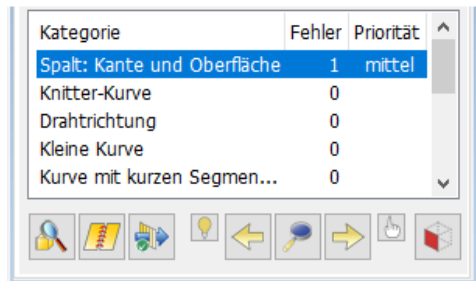 Kategorie Fehler Priorität
Spalt: Kante und Oberfläche 1 mittel
Knitter-Kurve 0
Drahtrichtung 0
Kleine Kurve 0
Kurve mit kurzen Segmen... 0